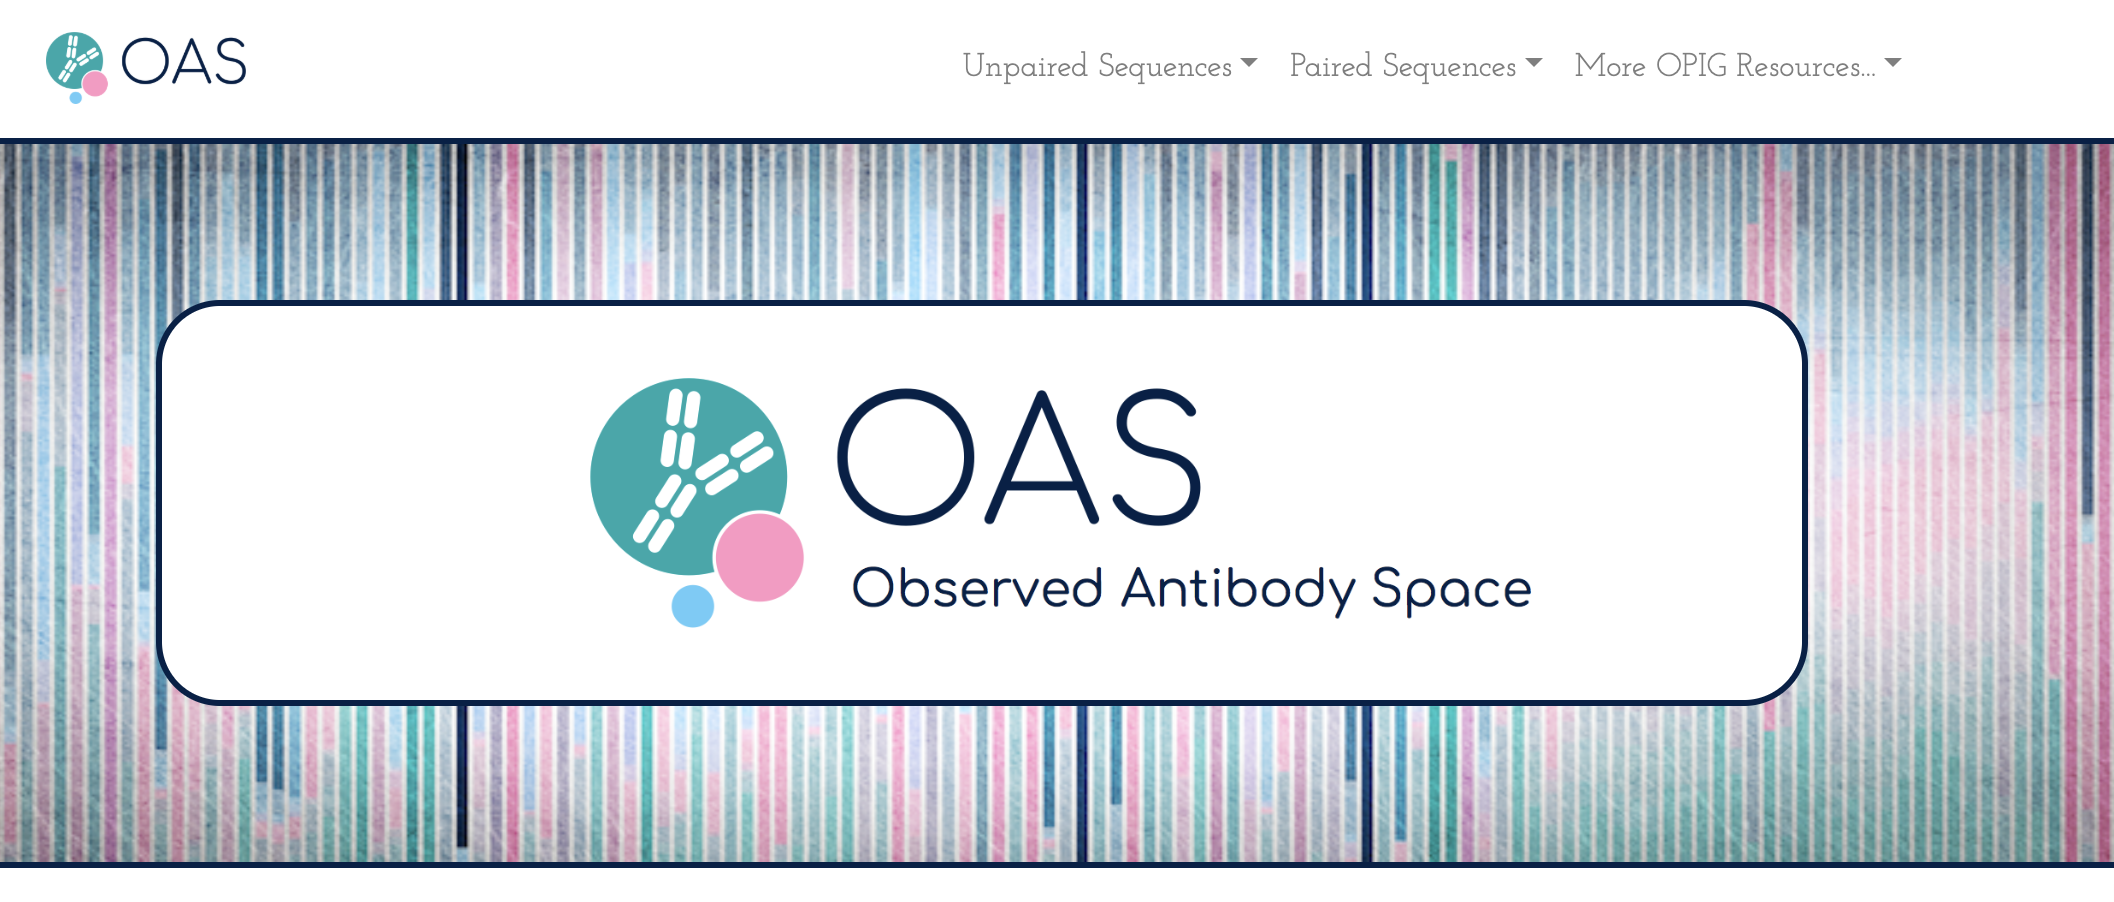 OAS
Unpaired Sequences Paired Sequences More OPIG Resources...
OAS
Observed Antibody Space